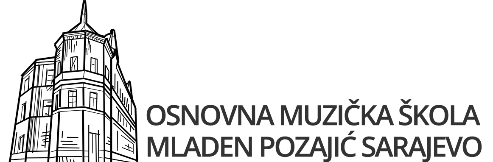 OSNOVNA MUZIČKA ŠKOLA
MLADEN POZAJIĆ SARAJEVO